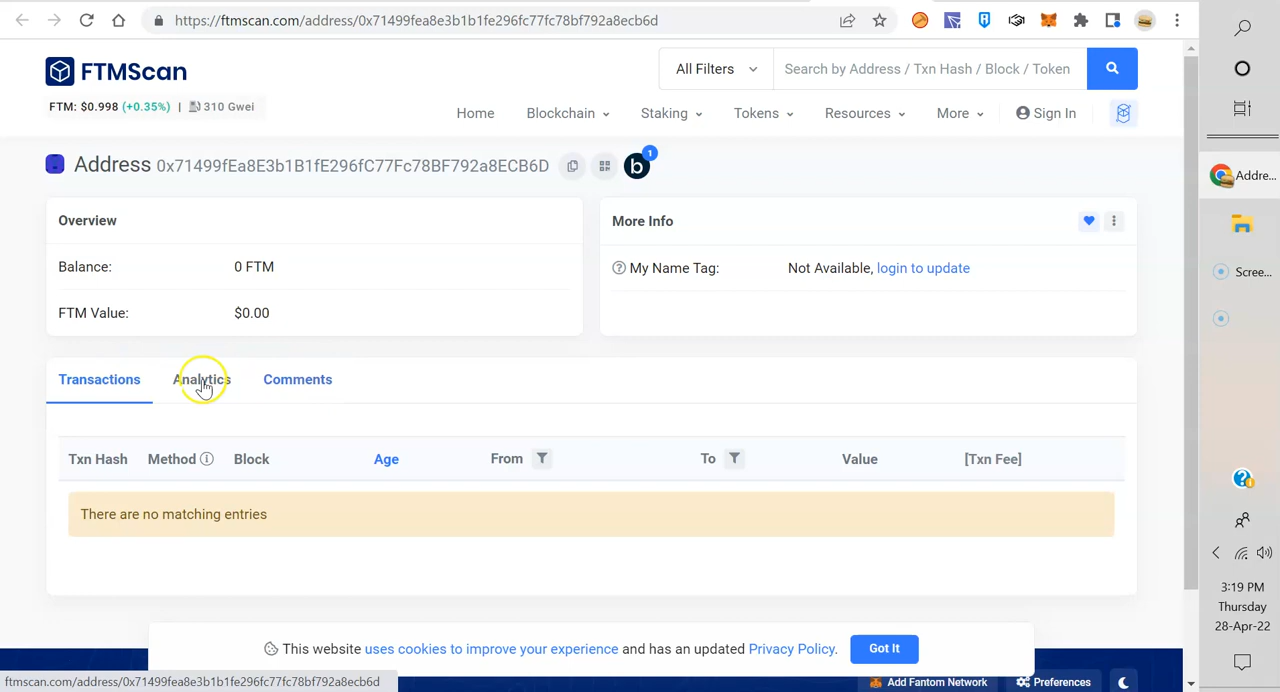 https://ftmscan.com/address/0x71499fea8e3b1b1fe296fc77fc78bf792a8ecb6d
FTMScan
All Filters
Search by Address / Txn Hash / Block / Token
FTM: $0.998 (+0.35%) | 310 Gwei
Home
Blockchain
Staking
Tokens
Resources
More
Sign In
Address 0x71499fEa8E3b1B1fE296fC77Fc78BF792a8ECB6D
b
1
Overview
Balance: 0 FTM
FTM Value: $0.00
More Info
My Name Tag: Not Available, login to update
Transactions
Analytics
Comments
Txn Hash Method Block Age From To Value [Txn Fee]
There are no matching entries
This website uses cookies to improve your experience and has an updated Privacy Policy.
Got It
ftmscan.com/address/0x71499fea8e3b1b1fe296fc77fc78bf792a8ecb6d
Add Fantom Network
Preferences
Addre...
Scree...
3:19 PM
Thursday
28-Apr-22